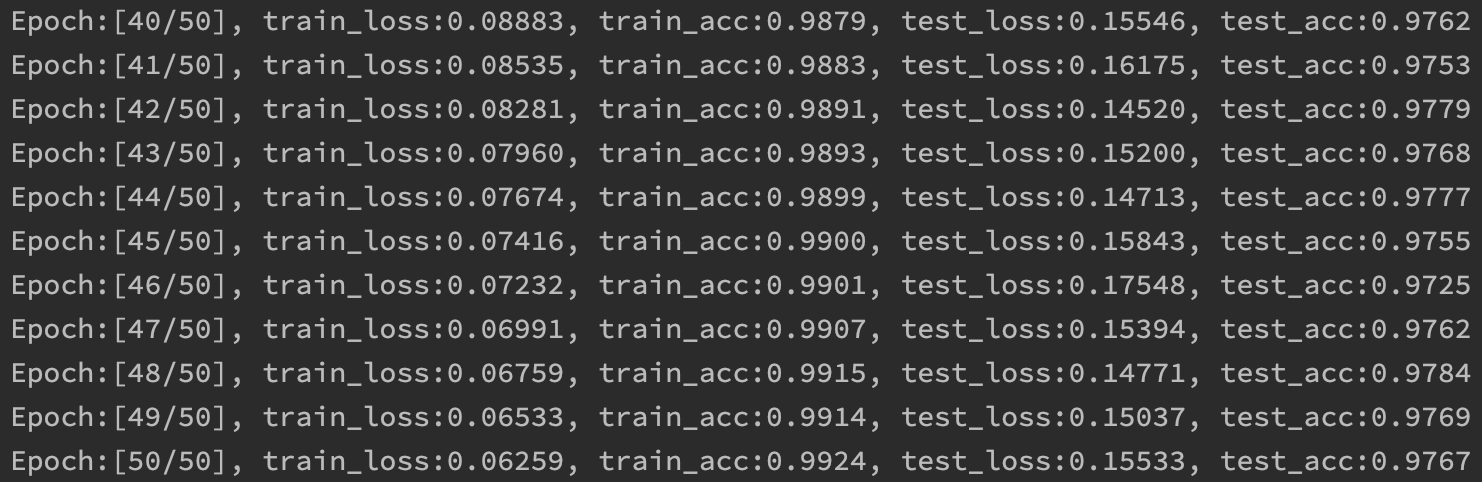 Epoch:[40/50], train_loss:0.08883, train_acc:0.9879, test_loss:0.15546, test_acc:0.9762
Epoch:[41/50], train_loss:0.08535, train_acc:0.9883, test_loss:0.16175, test_acc:0.9753
Epoch:[42/50], train_loss:0.08281, train_acc:0.9891, test_loss:0.14520, test_acc:0.9779
Epoch:[43/50], train_loss:0.07960, train_acc:0.9893, test_loss:0.15200, test_acc:0.9768
Epoch:[44/50], train_loss:0.07674, train_acc:0.9899, test_loss:0.14713, test_acc:0.9777
Epoch:[45/50], train_loss:0.07416, train_acc:0.9900, test_loss:0.15843, test_acc:0.9755
Epoch:[46/50], train_loss:0.07232, train_acc:0.9901, test_loss:0.17548, test_acc:0.9725
Epoch:[47/50], train_loss:0.06991, train_acc:0.9907, test_loss:0.15394, test_acc:0.9762
Epoch:[48/50], train_loss:0.06759, train_acc:0.9915, test_loss:0.14771, test_acc:0.9784
Epoch:[49/50], train_loss:0.06533, train_acc:0.9914, test_loss:0.15037, test_acc:0.9769
Epoch:[50/50], train_loss:0.06259, train_acc:0.9924, test_loss:0.15533, test_acc:0.9767